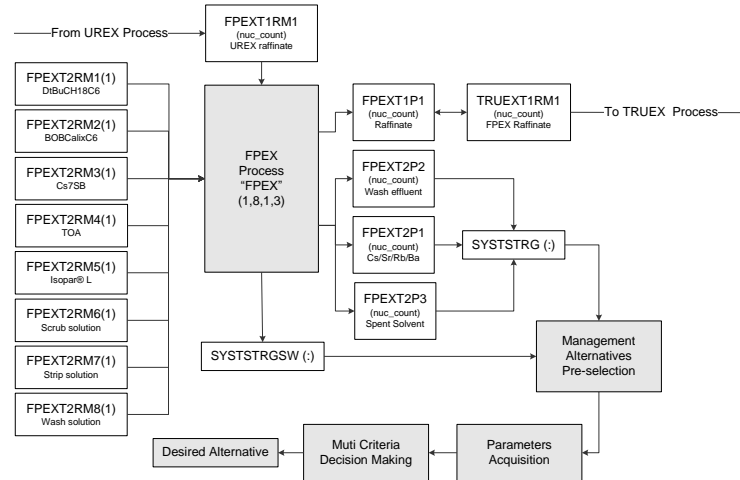 From UREX Process
FPEXT1RM1
(nuc_count)
UREX raffinate
FPEXT2RM1(1)
DtBuCH18C6
FPEXT2RM2(1)
BOBCalixC6
FPEXT2RM3(1)
Cs7SB
FPEXT2RM4(1)
TOA
FPEXT2RM5(1)
Isopar® L
FPEXT2RM6(1)
Scrub solution
FPEXT2RM7(1)
Strip solution
FPEXT2RM8(1)
Wash solution
FPEX
Process
“FPEX”
(1,8,1,3)
FPEXT1P1
(nuc_count)
Raffinate
TRUEXT1RM1
(nuc_count)
FPEX Raffinate
To TRUEX Process
FPEXT2P2
(nuc_count)
Wash effluent
FPEXT2P1
(nuc_count)
Cs/Sr/Rb/Ba
FPEXT2P3
(nuc_count)
Spent Solvent
SYSTSTRG (:)
SYSTSTRGSW (:)
Management
Alternatives
Pre-selection
Parameters
Acquisition
Muti Criteria
Decision Making
Desired Alternative